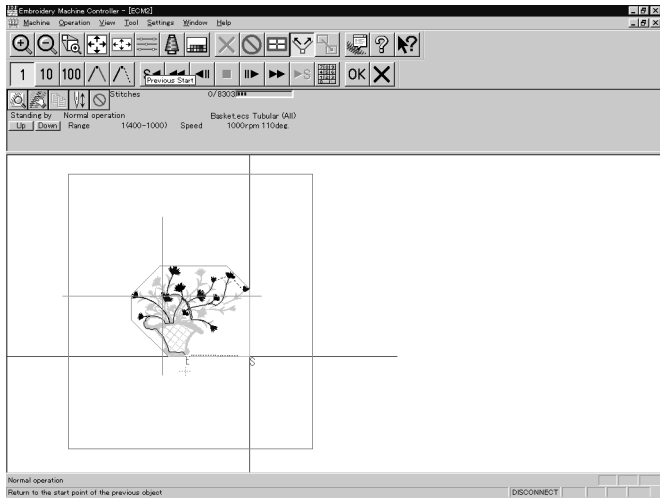 Embroidery Machine Controller - [ECM2]
Machine Operation View Tool Settings Window Help
1 10 100 S OK
Previous Start
Stitches 0/8303
Standing by Normal operation Basket.ecs Tubular (All)
Up Down Range 1(400-1000) Speed 1000rpm 110deg.
E S
Normal operation
Return to the start point of the previous object DISCONNECT